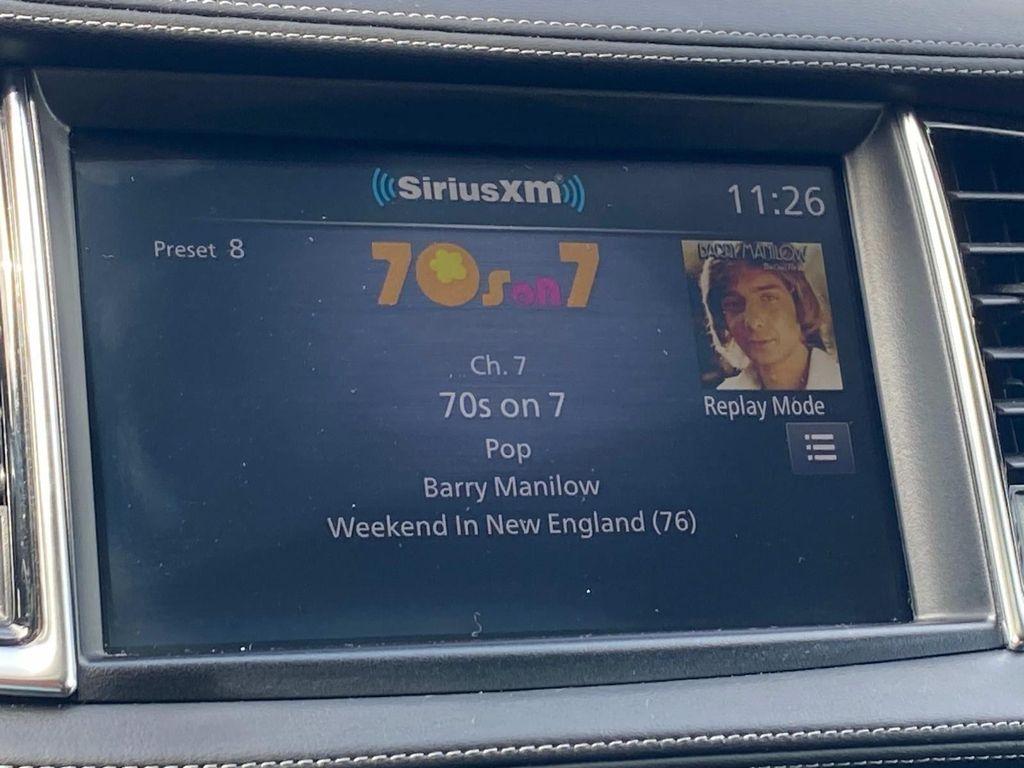 SiriusXM
11:26
Preset 8
70s on 7
BARRY MANILOW
Ch. 7
70s on 7
Replay Mode
Pop
Barry Manilow
Weekend In New England (76)